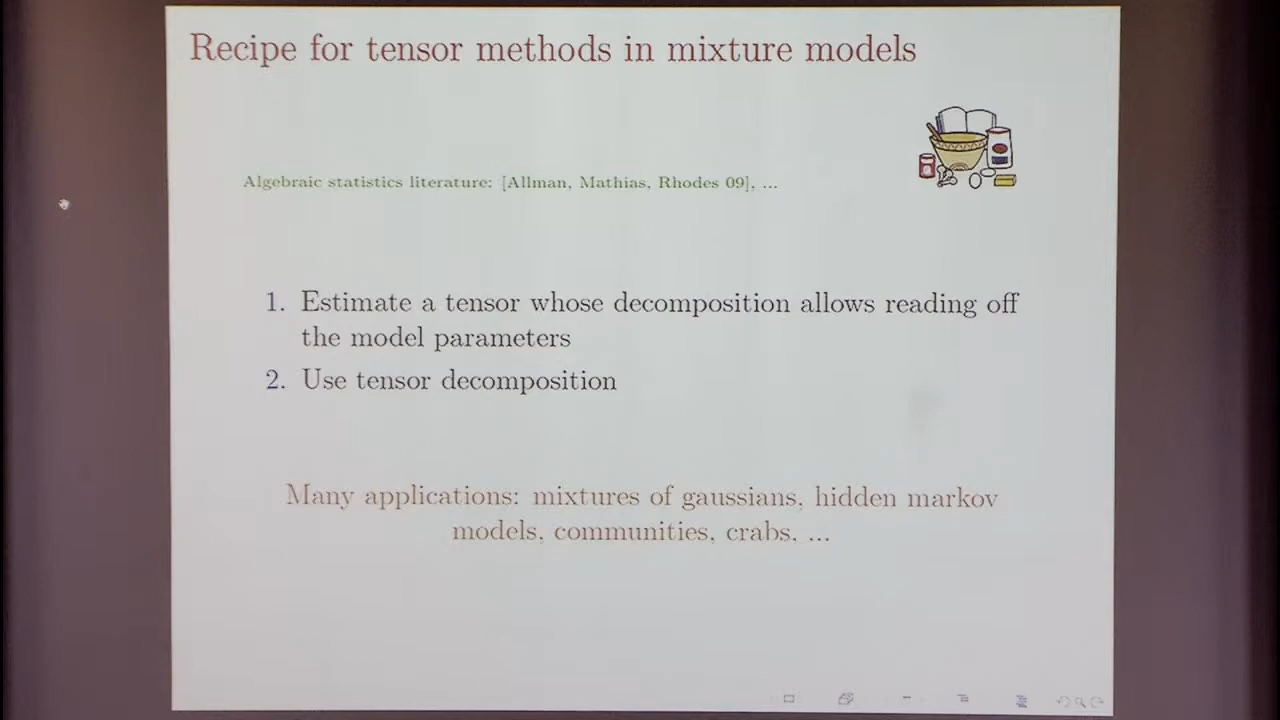 Recipe for tensor methods in mixture models
Algebraic statistics literature: [Allman, Mathias, Rhodes 09], ...
1. Estimate a tensor whose decomposition allows reading off
the model parameters
2. Use tensor decomposition
Many applications: mixtures of gaussians, hidden markov
models, communities, crabs, ...